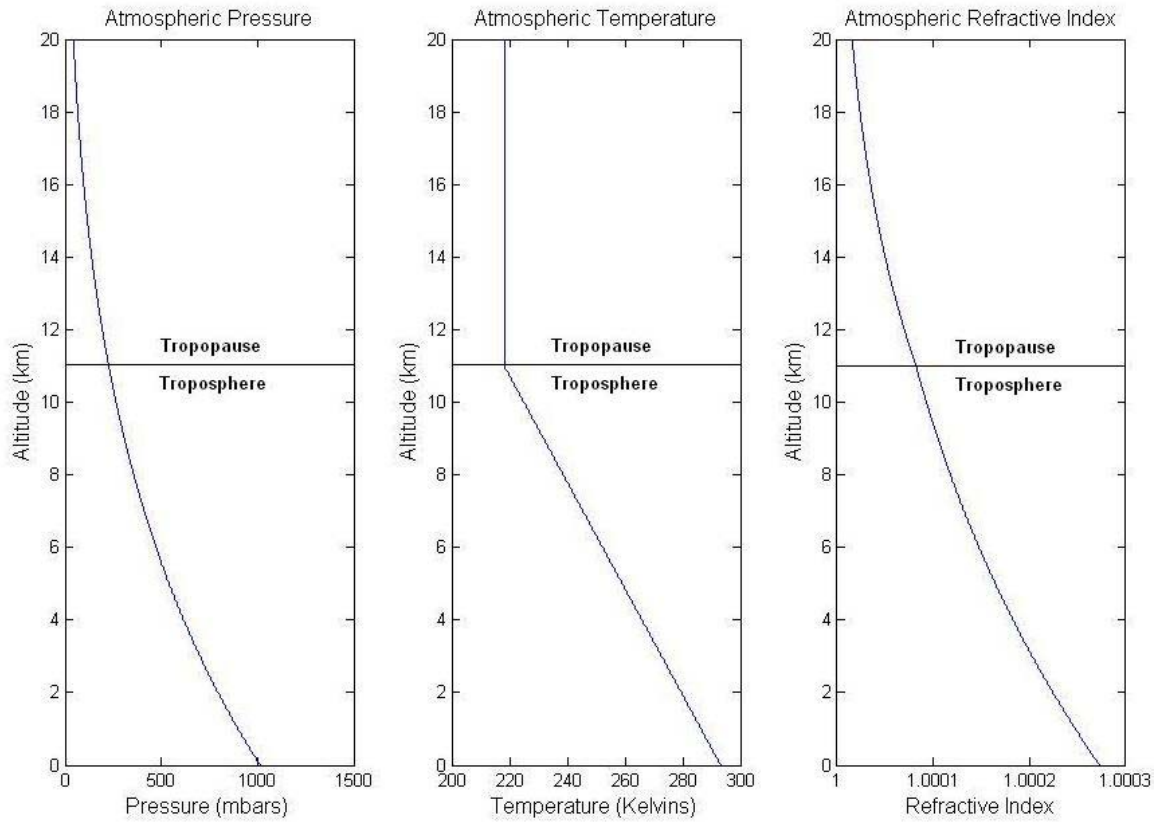 Atmospheric Pressure
20
18
16
14
12
10
8
6
4
2
0
Altitude (km)
Tropopause
Troposphere
0 500 1000 1500
Pressure (mbars)
Atmospheric Temperature
20
18
16
14
12
10
8
6
4
2
0
Altitude (km)
Tropopause
Troposphere
200 220 240 260 280 300
Temperature (Kelvins)
Atmospheric Refractive Index
20
18
16
14
12
10
8
6
4
2
0
Altitude (km)
Tropopause
Troposphere
1 1.0001 1.0002 1.0003
Refractive Index